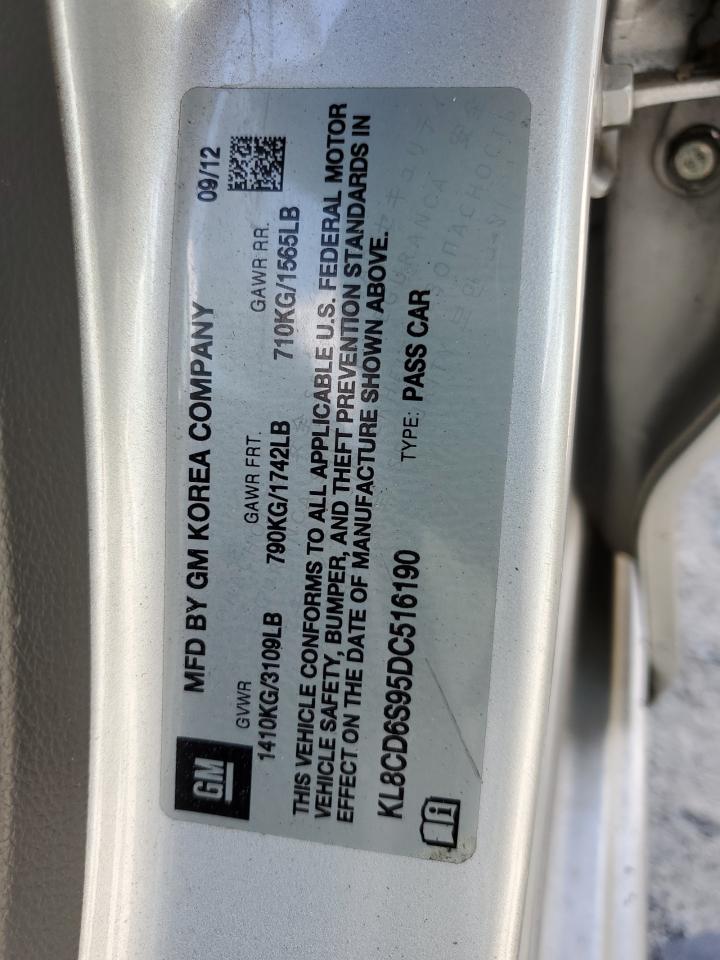 GM
MFD BY GM KOREA COMPANY 09/12
GVWR GAWR FRT. GAWR RR.
1410KG/3109LB 790KG/1742LB 710KG/1565LB
THIS VEHICLE CONFORMS TO ALL APPLICABLE U.S. FEDERAL MOTOR
VEHICLE SAFETY, BUMPER, AND THEFT PREVENTION STANDARDS IN
EFFECT ON THE DATE OF MANUFACTURE SHOWN ABOVE.
KL8CD6S95DC516190 TYPE: PASS CAR